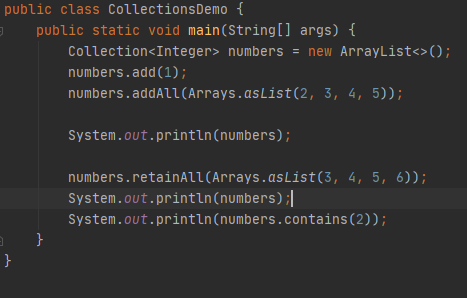 public class CollectionsDemo {
    public static void main(String[] args) {
        Collection<Integer> numbers = new ArrayList<>();
        numbers.add(1);
        numbers.addAll(Arrays.asList(2, 3, 4, 5));

        System.out.println(numbers);

        numbers.retainAll(Arrays.asList(3, 4, 5, 6));
        System.out.println(numbers);
        System.out.println(numbers.contains(2));
    }
}